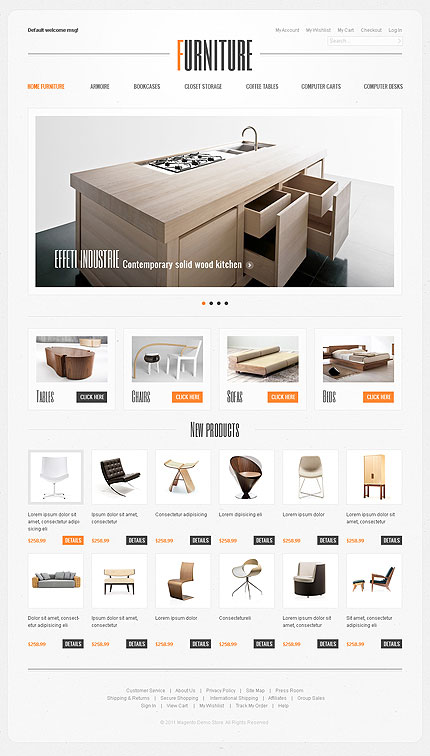 Default welcome msg!
My Account My Wishlist My Cart Checkout Log In
Search...
FURNITURE
HOME FURNITURE ARMOIRE BOOKCASES CLOSET STORAGE COFFEE TABLES COMPUTER CARTS COMPUTER DESKS
EFFETI INDUSTRIE Contemporary solid wood kitchen
TABLES CLICK HERE CHAIRS CLICK HERE SOFAS CLICK HERE BEDS CLICK HERE
NEW PRODUCTS
Lorem ipsum dolor sit Ipsum dolor sit amet, Consectetur adipisicing Lorem dipisicing elit Lorem ipsum dolor Ipsum dolor sit amet,
amet, consectetur adipi- consectetur consectetur
sicing eli
$258.99 DETAILS $258.99 DETAILS $258.99 DETAILS $258.99 DETAILS $258.99 DETAILS $258.99 DETAILS
Dolor sit amet, consect- Ipsum dolor sit amet, Lorem ipsum dolor Consectetureli Lorem ipsum dolor sit Ipsum dolor sit amet,
etur adipisicing eli consectetur amet, consectetur consectetur
$258.99 DETAILS $258.99 DETAILS $258.99 DETAILS $258.99 DETAILS $258.99 DETAILS $258.99 DETAILS
Customer Service | About Us | Privacy Policy | Site Map | Press Room
Shipping & Returns | Secure Shopping | International Shipping | Affiliates | Group Sales
Sign In | View Cart | My Wishlist | Track My Order | Help
© 2011 Magento Demo Store. All Rights Reserved.